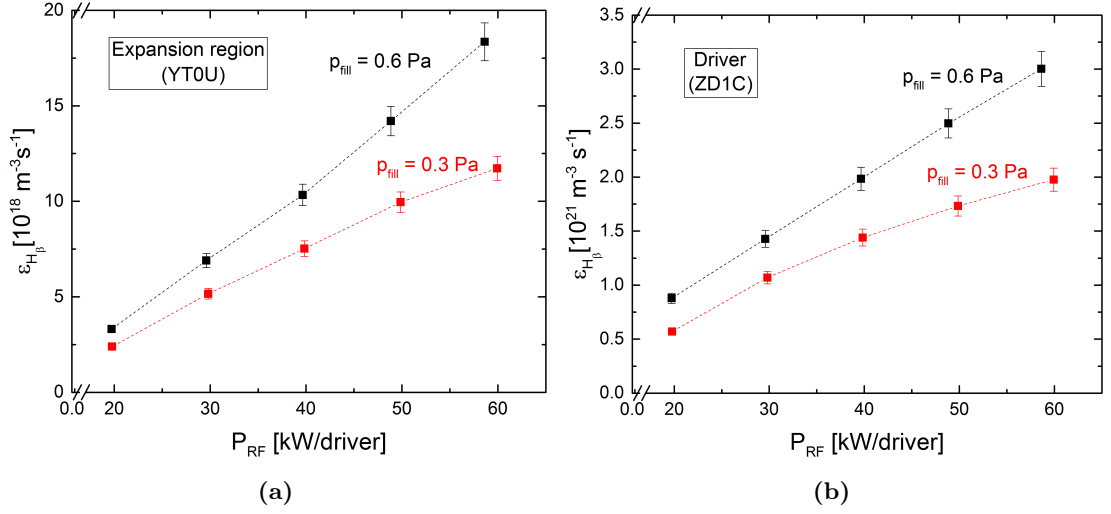 20
15
10
5
0
ε_Hβ [10^18 m^-3 s^-1]
Expansion region
(YT0U)
p_fill = 0.6 Pa
p_fill = 0.3 Pa
0.0 20 30 40 50 60
P_RF [kW/driver]
(a)
3.5
3.0
2.5
2.0
1.5
1.0
0.5
0.0
ε_Hβ [10^21 m^-3 s^-1]
Driver
(ZD1C)
p_fill = 0.6 Pa
p_fill = 0.3 Pa
0.0 20 30 40 50 60
P_RF [kW/driver]
(b)